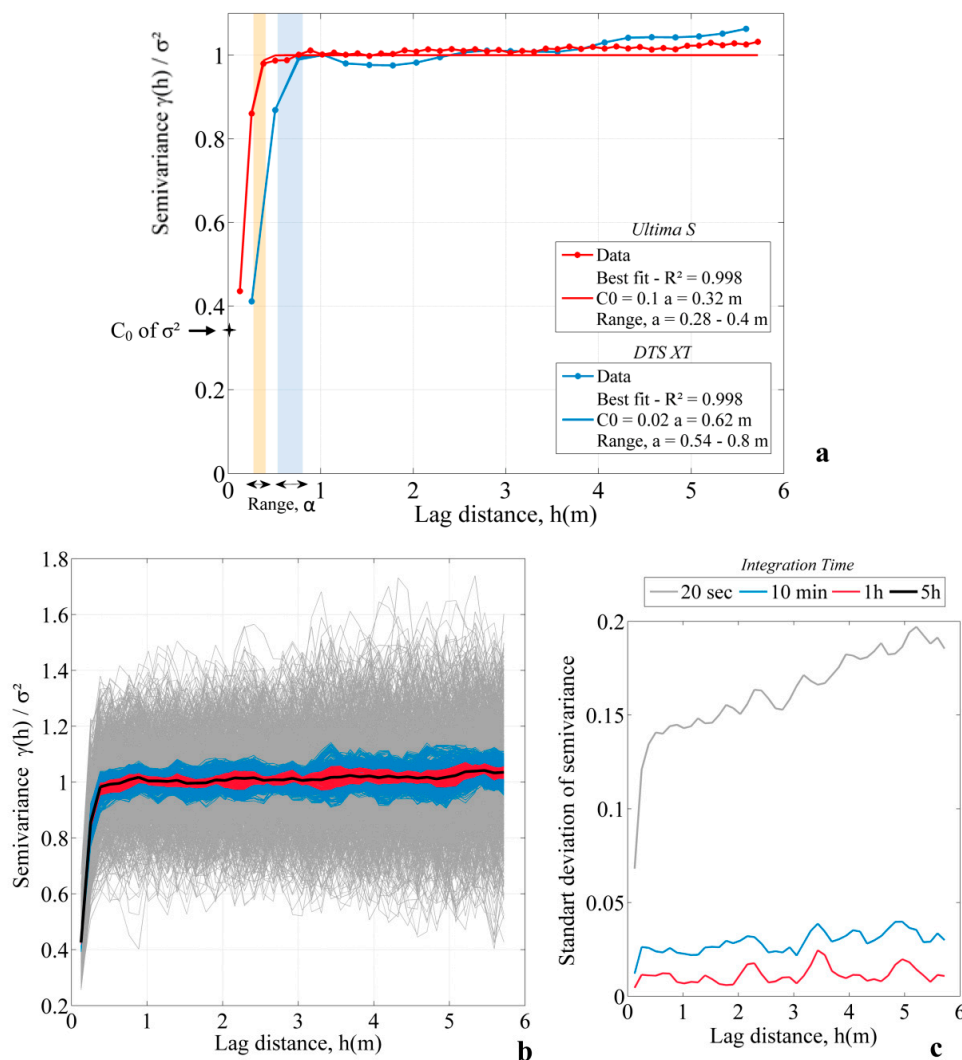 Semivariance γ(h) / σ²
1
0.8
0.6
0.4
0.2
0
C₀ of σ²
Ultima S
Data
Best fit - R² = 0.998
C0 = 0.1 a = 0.32 m
Range, a = 0.28 - 0.4 m
DTS XT
Data
Best fit - R² = 0.998
C0 = 0.02 a = 0.62 m
Range, a = 0.54 - 0.8 m
a
0 1 2 3 4 5 6
Range, α
Lag distance, h(m)
Semivariance γ(h) / σ²
1.8
1.6
1.4
1.2
1
0.8
0.6
0.4
0.2
0 1 2 3 4 5 6
Lag distance, h(m)
b
Integration Time
20 sec 10 min 1h 5h
Standart deviation of semivariance
0.2
0.15
0.1
0.05
0
0 1 2 3 4 5 6
Lag distance, h(m)
c